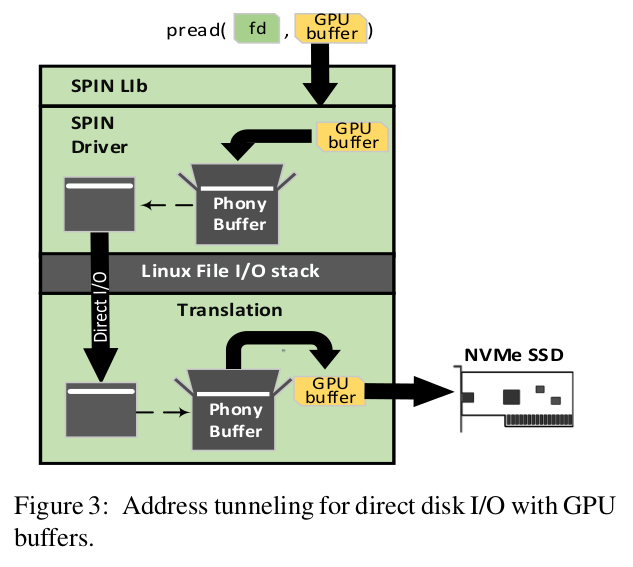 pread( fd , GPU buffer )
SPIN LIb
SPIN
Driver
GPU
buffer
Phony
Buffer
Linux File I/O stack
Direct I/O
Translation
Phony
Buffer
GPU
buffer
NVMe SSD
Figure 3: Address tunneling for direct disk I/O with GPU
buffers.